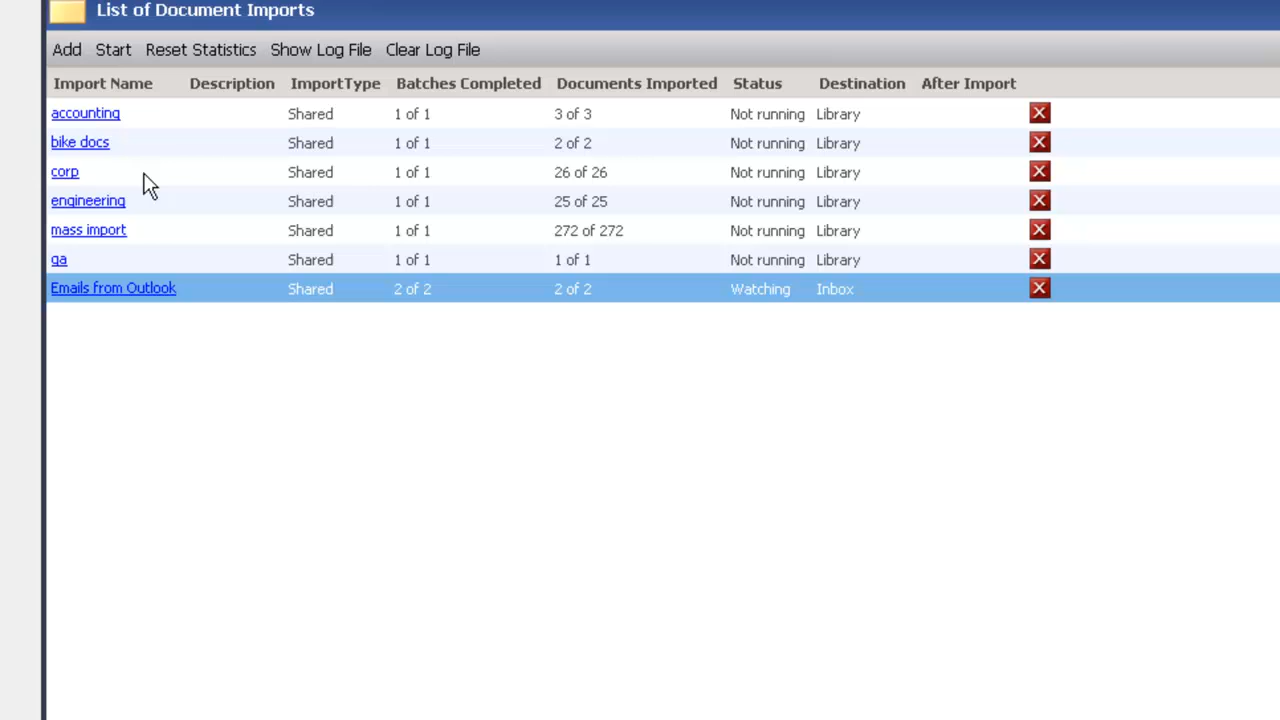 List of Document Imports
Add Start Reset Statistics Show Log File Clear Log File
Import Name Description ImportType Batches Completed Documents Imported Status Destination After Import
accounting Shared 1 of 1 3 of 3 Not running Library
bike docs Shared 1 of 1 2 of 2 Not running Library
corp Shared 1 of 1 26 of 26 Not running Library
engineering Shared 1 of 1 25 of 25 Not running Library
mass import Shared 1 of 1 272 of 272 Not running Library
qa Shared 1 of 1 1 of 1 Not running Library
Emails from Outlook Shared 2 of 2 2 of 2 Watching Inbox